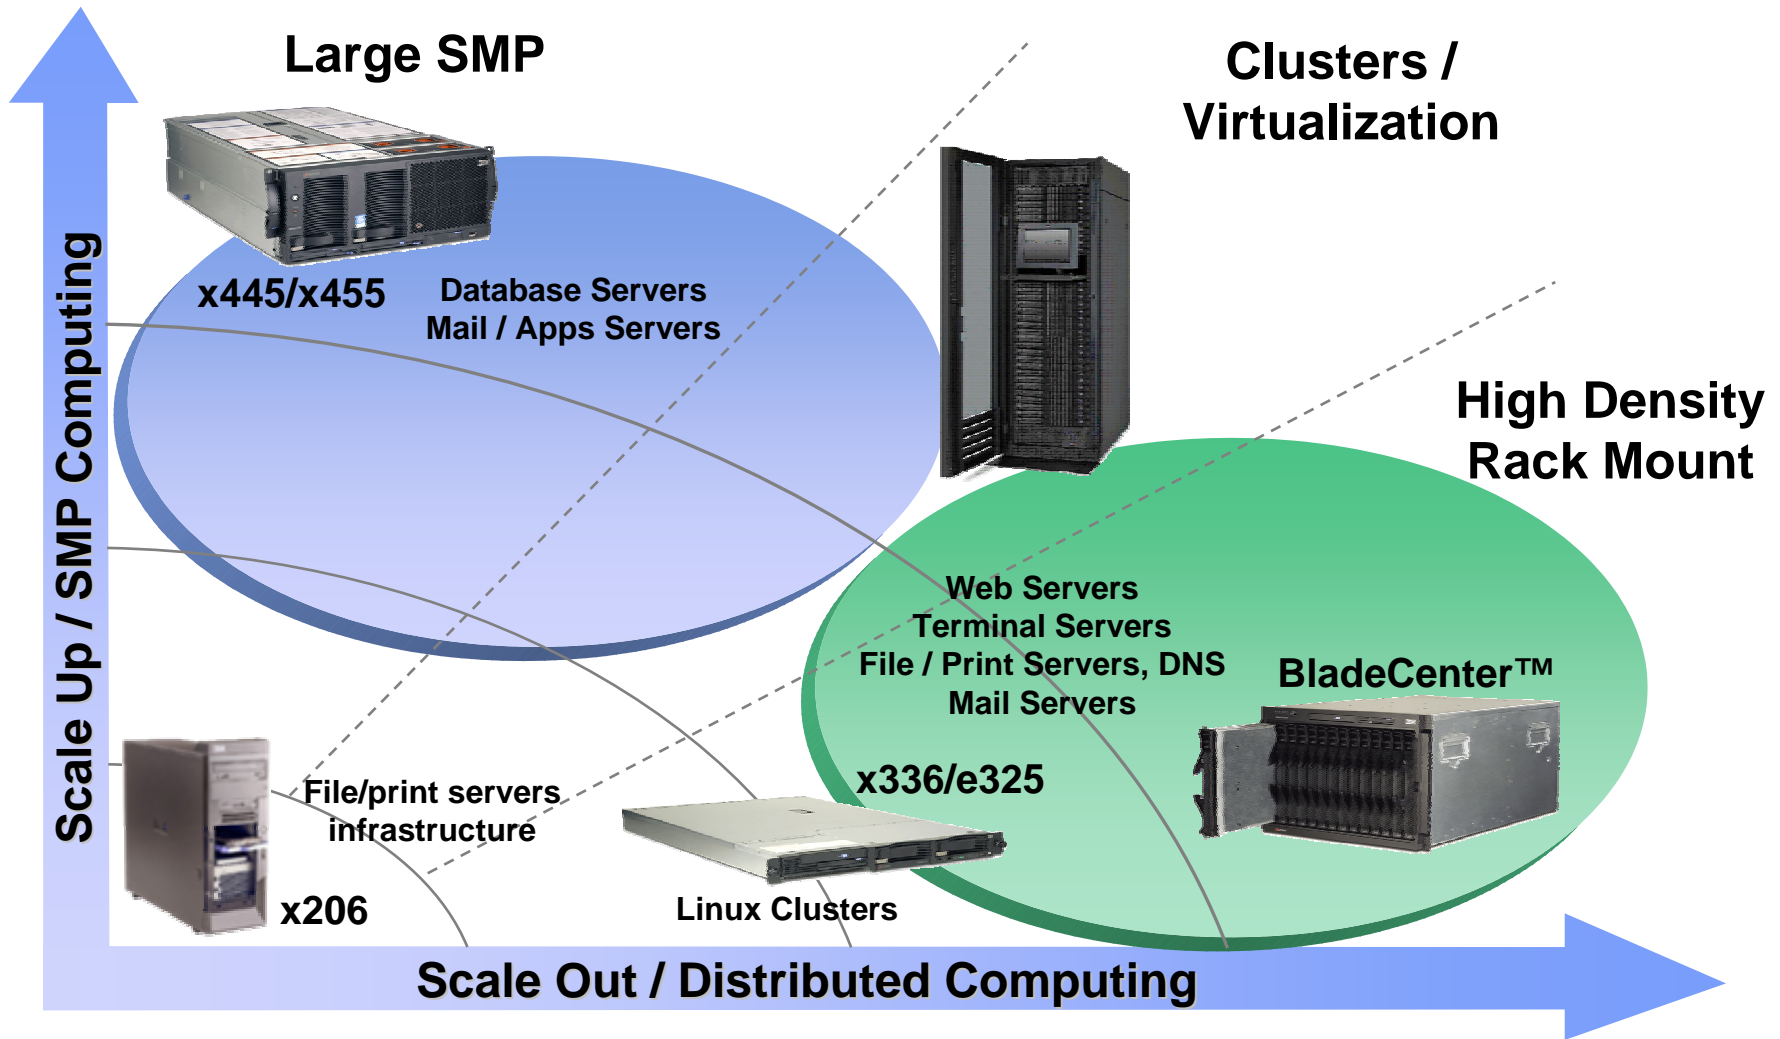 Large SMP
Clusters /
Virtualization
x445/x455
Database Servers
Mail / Apps Servers
High Density
Rack Mount
Scale Up / SMP Computing
Web Servers
Terminal Servers
File / Print Servers, DNS
Mail Servers
BladeCenter™
x336/e325
File/print servers
infrastructure
x206
Linux Clusters
Scale Out / Distributed Computing